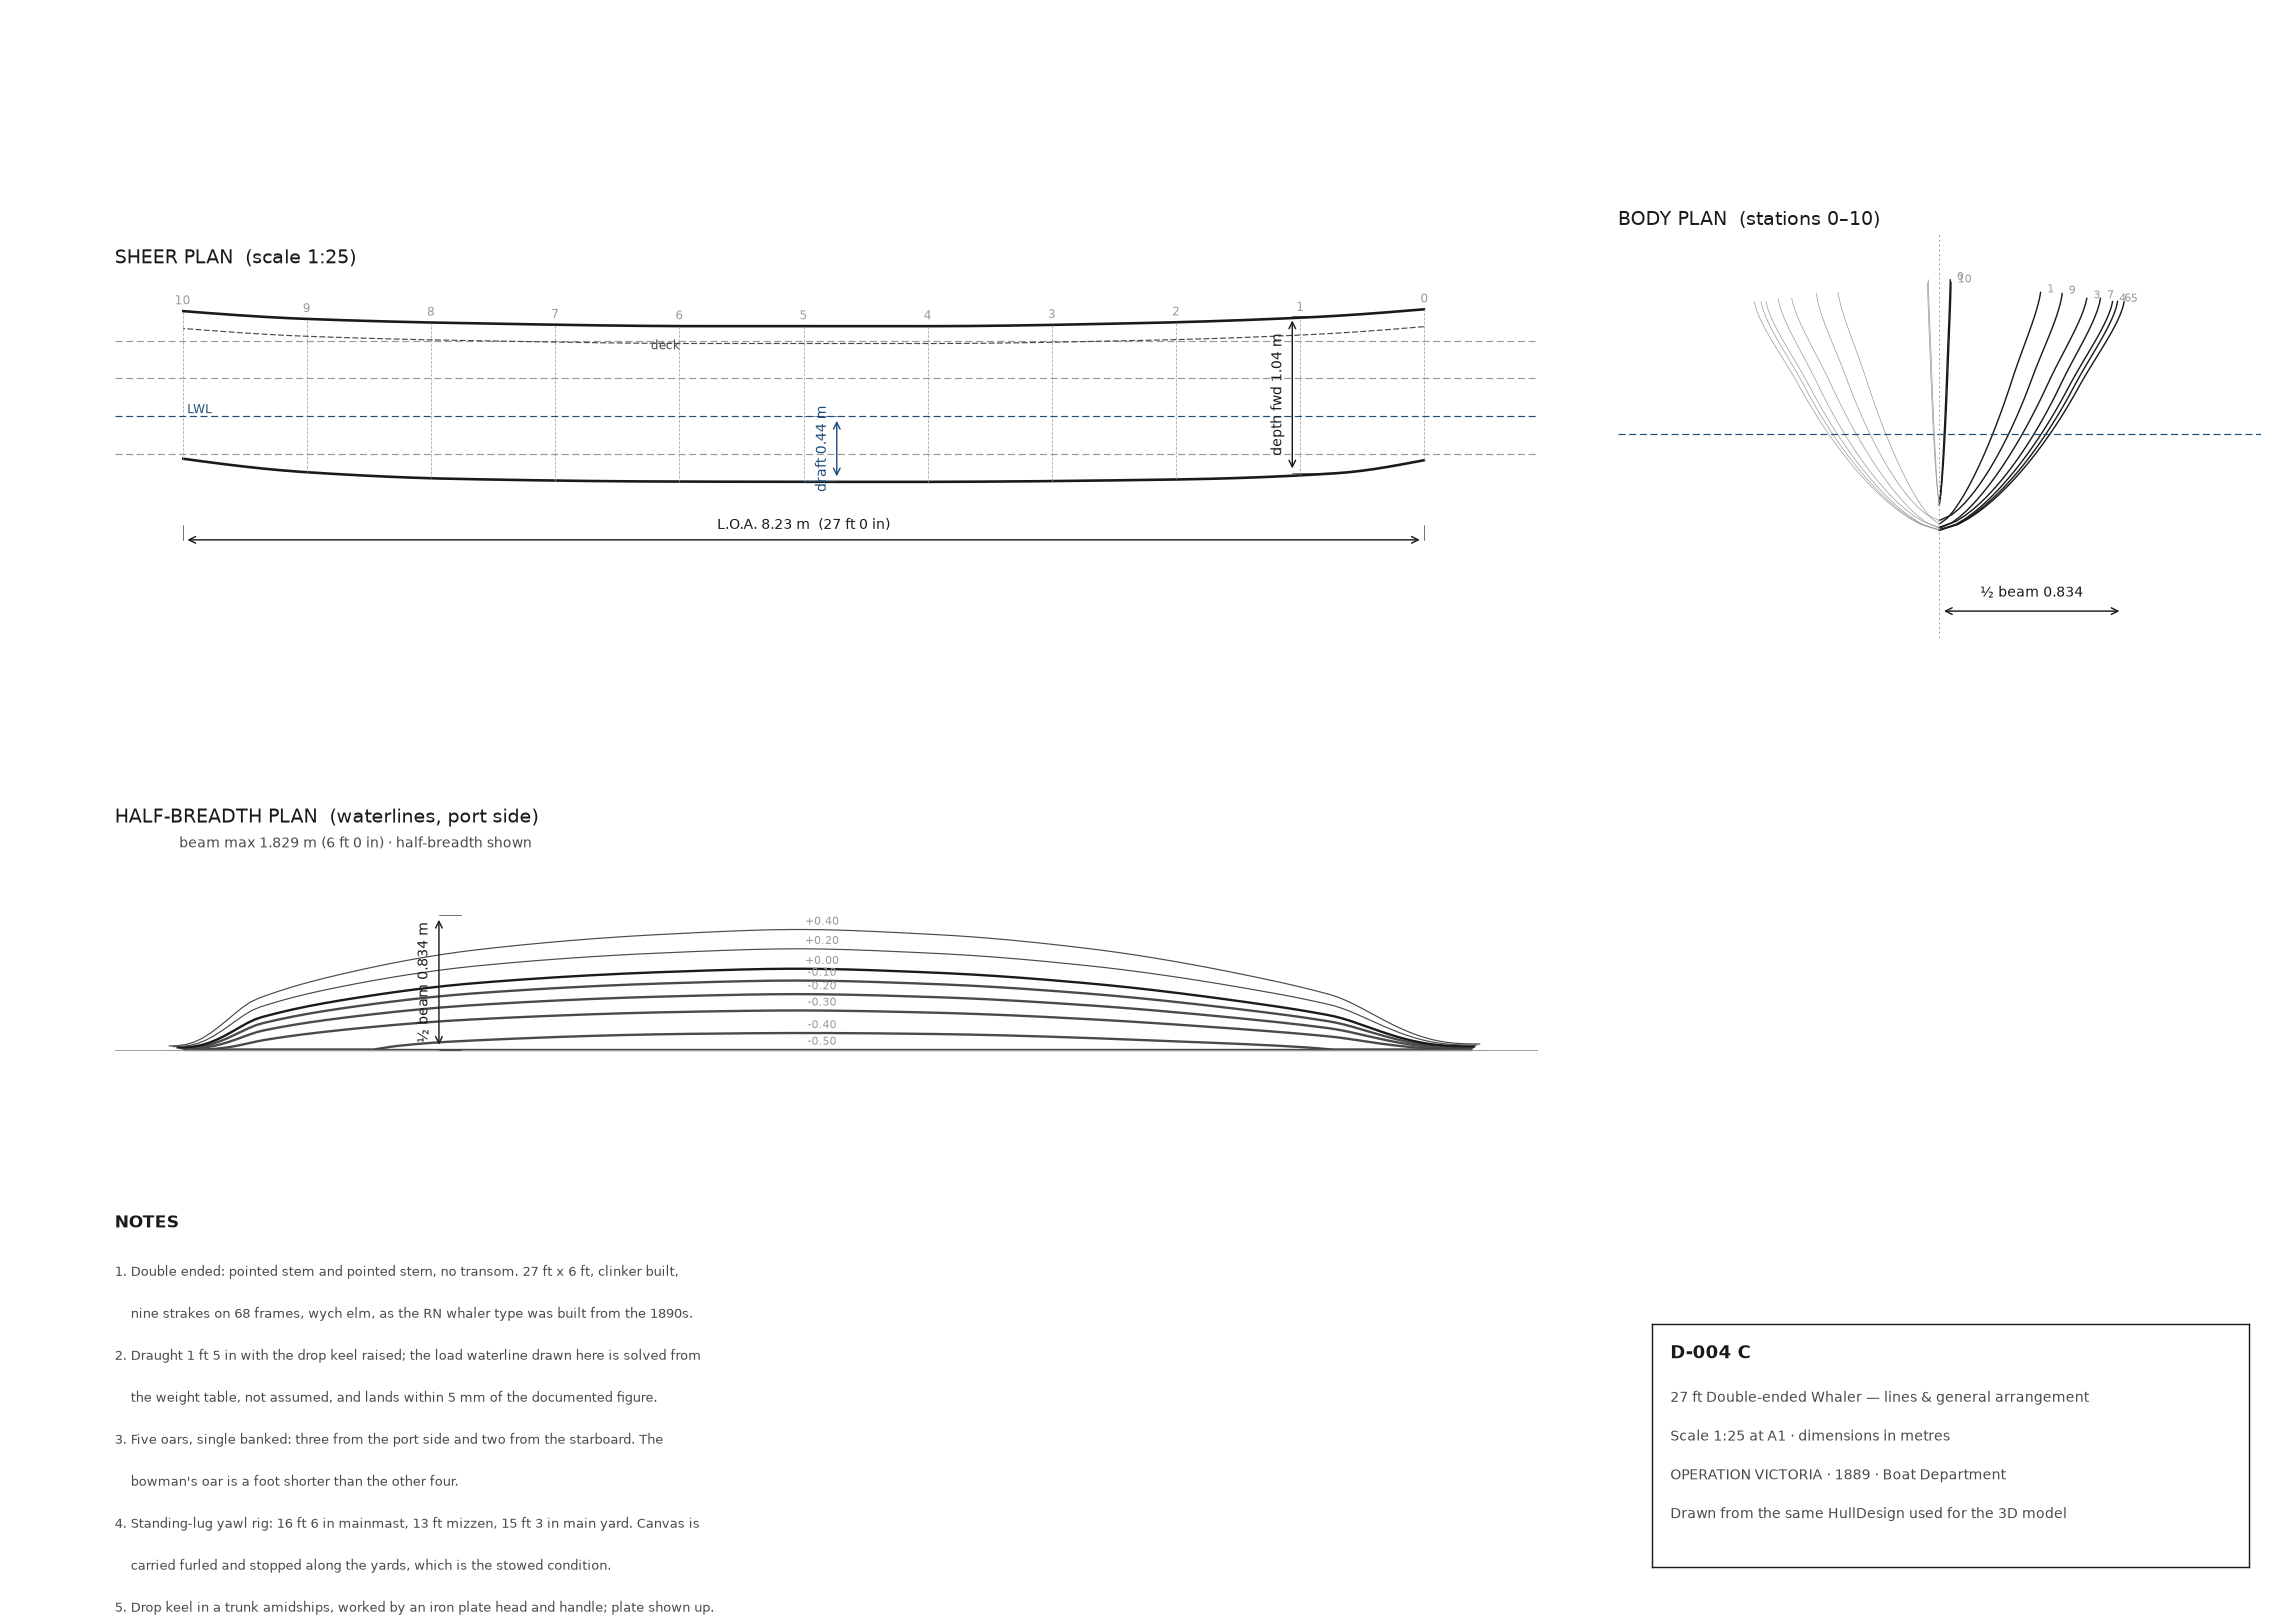 BODY PLAN  (stations 0–10)
SHEER PLAN  (scale 1:25)
10
9
8
7
6
5
4
3
2
1
0
deck
LWL
draft 0.44 m
depth fwd 1.04 m
L.O.A. 8.23 m  (27 ft 0 in)
0
10
1
9
3
7
4
6
5
½ beam 0.834
HALF-BREADTH PLAN  (waterlines, port side)
beam max 1.829 m (6 ft 0 in) · half-breadth shown
½ beam 0.834 m
+0.40
+0.20
+0.00
-0.10
-0.20
-0.30
-0.40
-0.50
NOTES
1. Double ended: pointed stem and pointed stern, no transom. 27 ft x 6 ft, clinker built,
nine strakes on 68 frames, wych elm, as the RN whaler type was built from the 1890s.
2. Draught 1 ft 5 in with the drop keel raised; the load waterline drawn here is solved from
the weight table, not assumed, and lands within 5 mm of the documented figure.
3. Five oars, single banked: three from the port side and two from the starboard. The
bowman's oar is a foot shorter than the other four.
4. Standing-lug yawl rig: 16 ft 6 in mainmast, 13 ft mizzen, 15 ft 3 in main yard. Canvas is
carried furled and stopped along the yards, which is the stowed condition.
5. Drop keel in a trunk amidships, worked by an iron plate head and handle; plate shown up.
D-004 C
27 ft Double-ended Whaler — lines & general arrangement
Scale 1:25 at A1 · dimensions in metres
OPERATION VICTORIA · 1889 · Boat Department
Drawn from the same HullDesign used for the 3D model